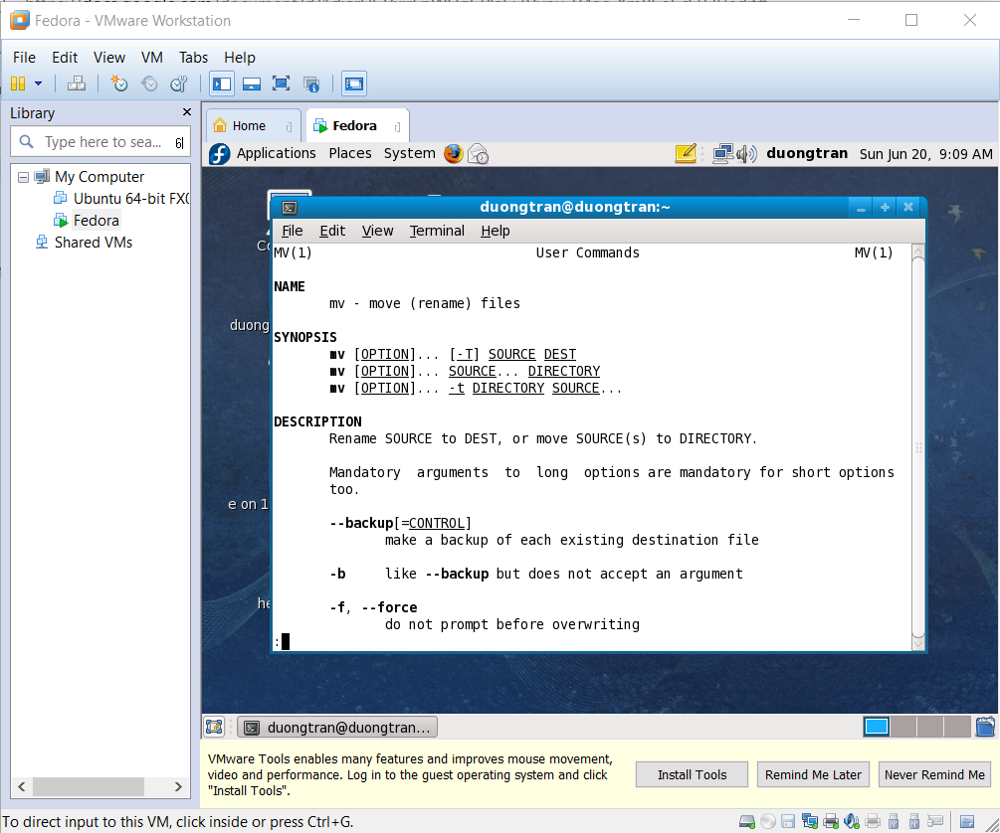 Fedora - VMware Workstation
File Edit View VM Tabs Help
Library
Type here to sea... 6
Home
Fedora
My Computer
Ubuntu 64-bit FX
Fedora
Shared VMs
Applications Places System
duongtran Sun Jun 20, 9:09 AM
duongtran@duongtran:~
File Edit View Terminal Help
MV(1) User Commands MV(1)
NAME
mv - move (rename) files
SYNOPSIS
mv [OPTION]... [-T] SOURCE DEST
mv [OPTION]... SOURCE... DIRECTORY
mv [OPTION]... -t DIRECTORY SOURCE...
DESCRIPTION
Rename SOURCE to DEST, or move SOURCE(s) to DIRECTORY.
Mandatory arguments to long options are mandatory for short options
too.
--backup[=CONTROL]
make a backup of each existing destination file
-b like --backup but does not accept an argument
-f, --force
do not prompt before overwriting
:
duong
e on 1
he
duongtran@duongtran...
VMware Tools enables many features and improves mouse movement,
video and performance. Log in to the guest operating system and click
"Install Tools".
Install Tools
Remind Me Later
Never Remind Me
To direct input to this VM, click inside or press Ctrl+G.